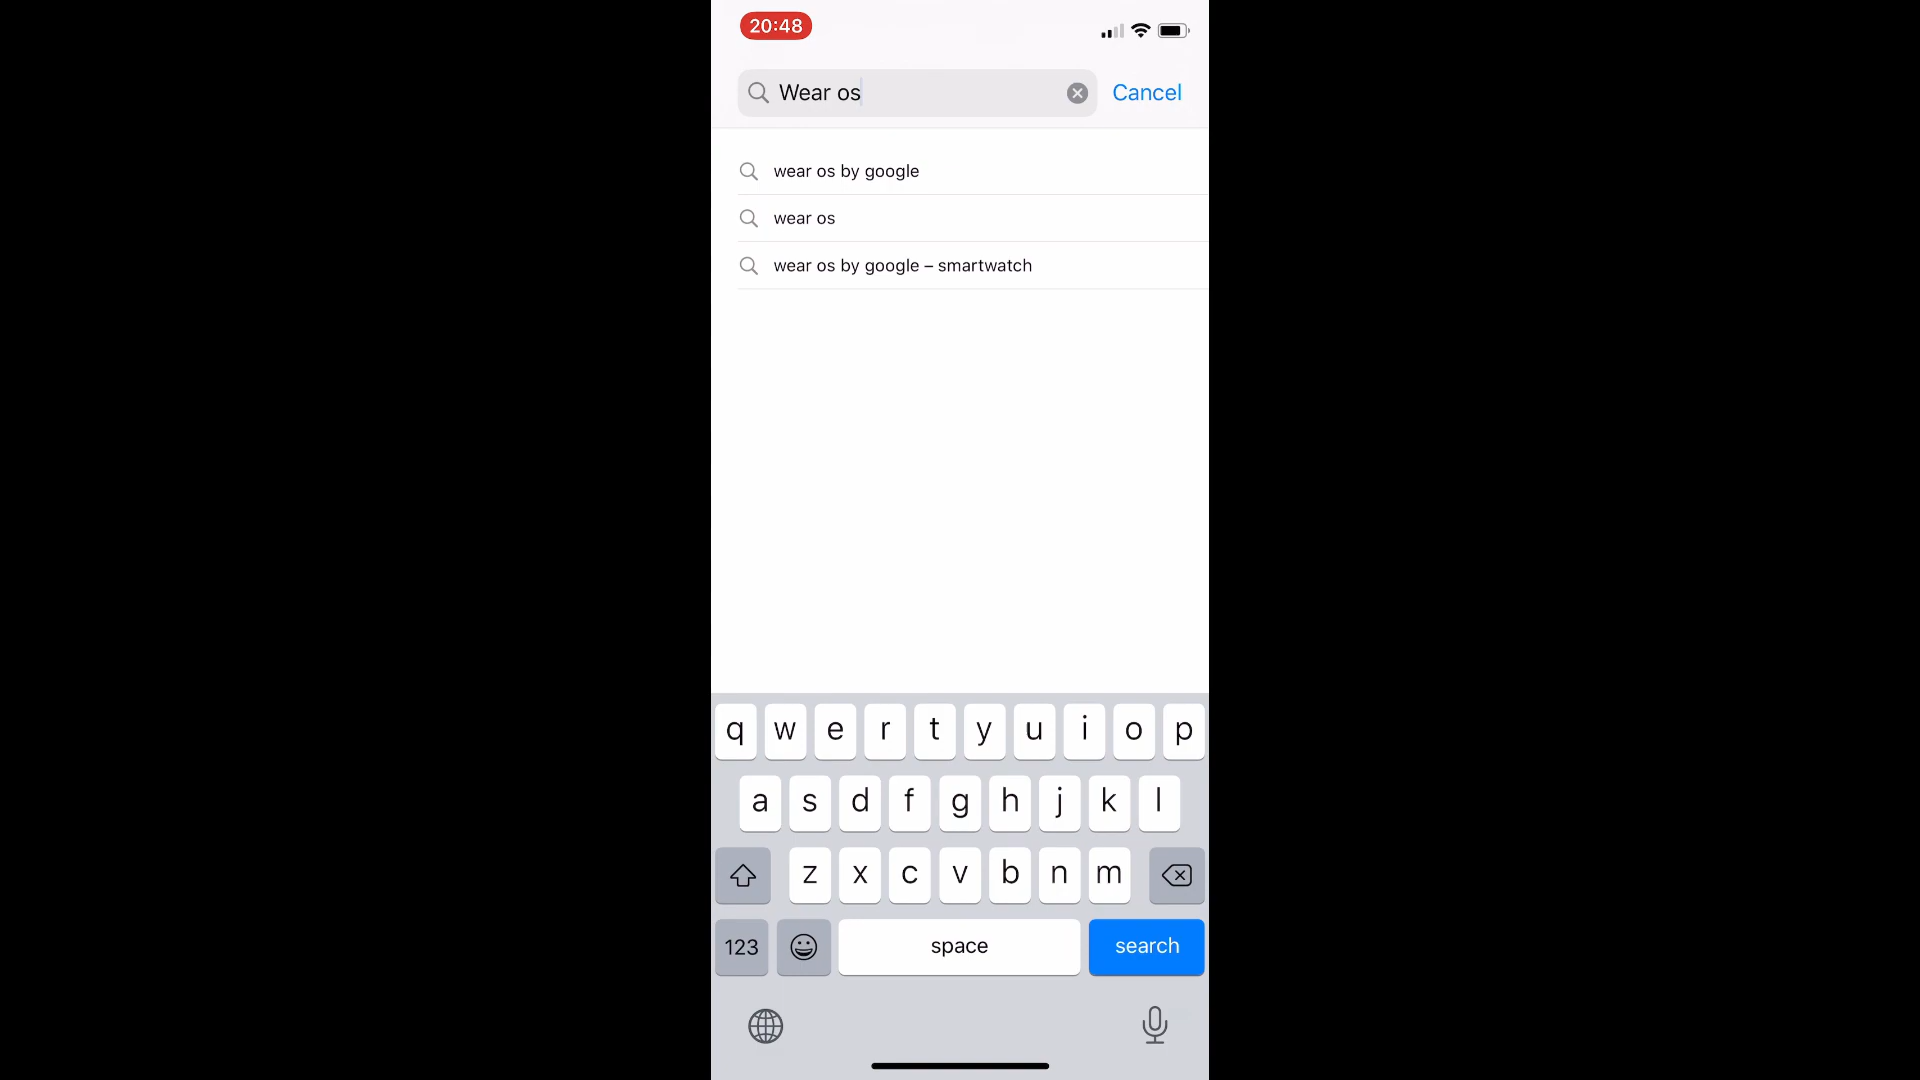 20:48
Wear os
Cancel
wear os by google
wear os
wear os by google – smartwatch
q w e r t y u i o p
a s d f g h j k l
z x c v b n m
123 space search